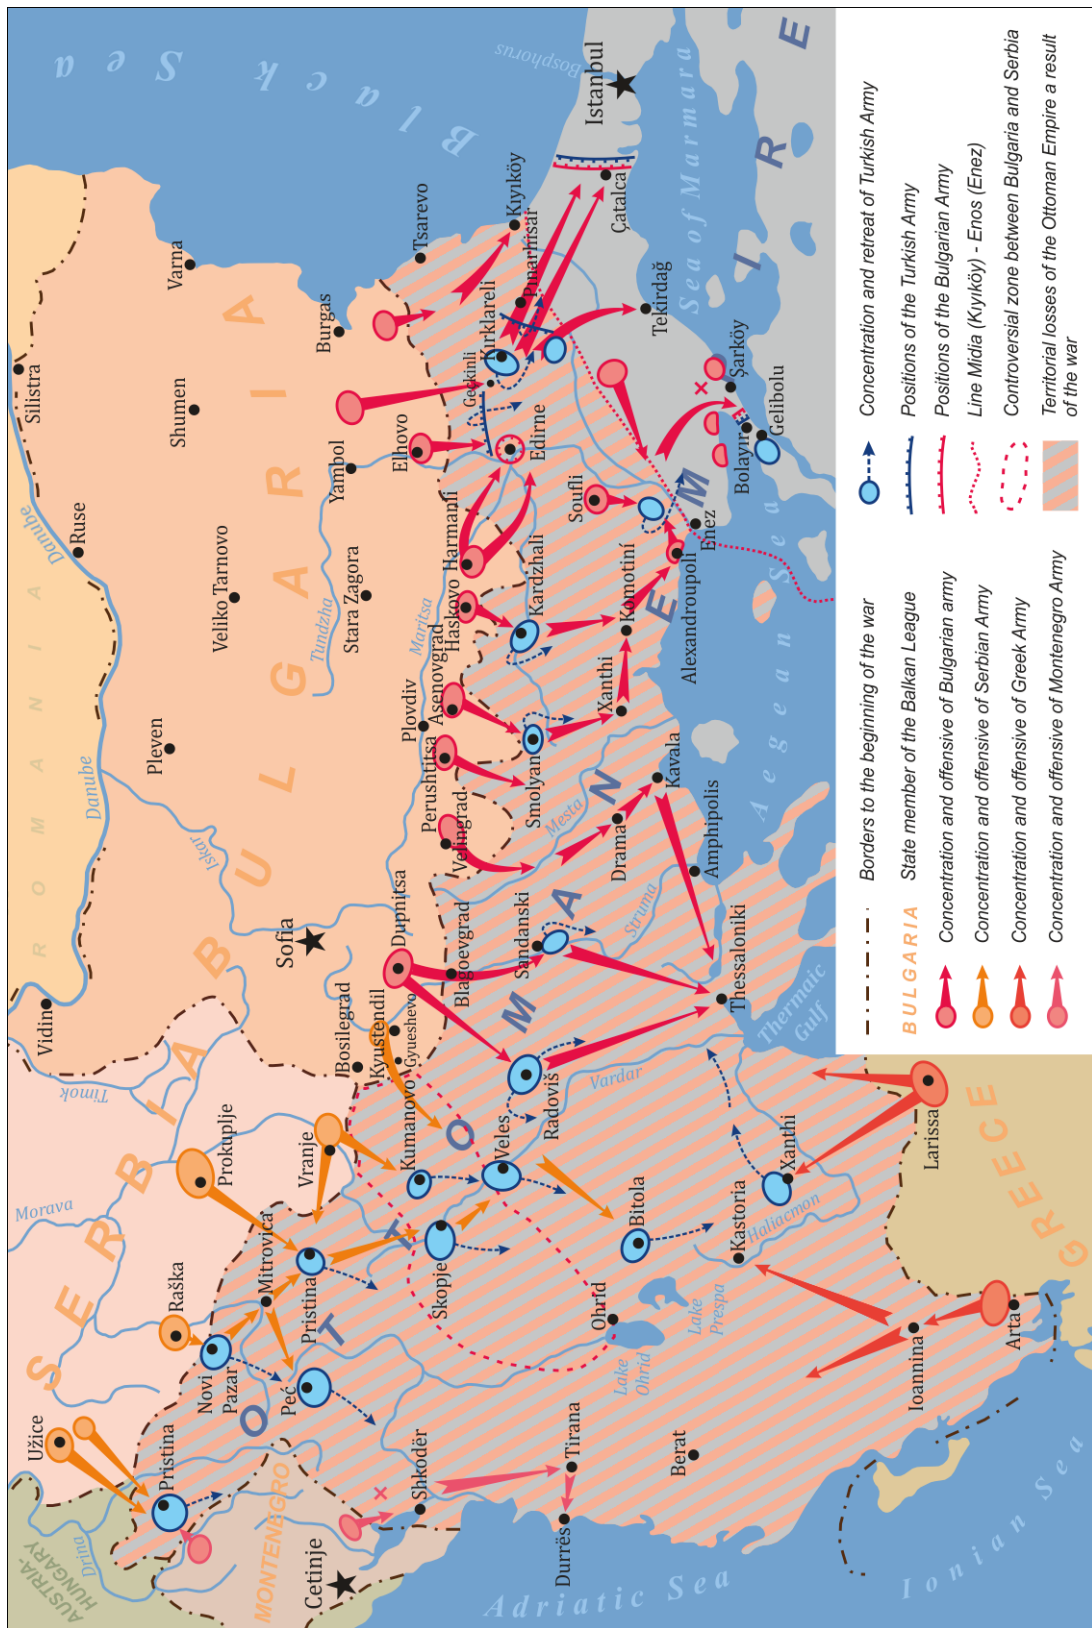 Black Sea
Bosphorus
Istanbul
Sea of Marmara
Çatalca
Kıyıköy
Pınarhisar
Kırklareli
Geckinli
Tekirdağ
Şarköy
Gelibolu
Bolayır
Tsarevo
Burgas
Varna
Silistra
Shumen
Yambol
Elhovo
Edirne
Soufli
Enez
Ruse
Danube
Veliko Tarnovo
Stara Zagora
Tundzha
Maritsa
Harmanli
Haskovo
Kardzhali
Komotiní
Alexandroupoli
Asenovgrad
Plovdiv
Perushtitsa
Velingrad
Smolyan
Xanthi
Pleven
Danube
Iskar
Mesta
Drama
Kavala
Amphipolis
Aegean Sea
Struma
Sofia
Dupnitsa
Blagoevgrad
Sandanski
Thessaloniki
Thermaic
Gulf
Vidin
Bosilegrad
Kyustendil
Gyueshevo
Radoviš
Vardar
Timok
Kumanovo
Veles
Prokuplje
Vranje
Morava
Mitrovica
Pristina
Skopje
Bitola
Xanthi
Haliacmon
Kastoria
Larissa
Raška
Novi
Pazar
Peć
Ohrid
Lake
Ohrid
Lake
Prespa
Ioannina
Arta
Užice
Pristina
Drina
Shkodër
Tirana
Berat
Durrës
Cetinje
Adriatic Sea
Ionian Sea
ROMANIA
BULGARIA
SERBIA
MONTENEGRO
AUSTRIA-
HUNGARY
GREECE
OTTOMAN EMIRE
Borders to the beginning of the war
BULGARIA State member of the Balkan League
Concentration and offensive of Bulgarian army
Concentration and offensive of Serbian Army
Concentration and offensive of Greek Army
Concentration and offensive of Montenegro Army
Concentration and retreat of Turkish Army
Positions of the Turkish Army
Positions of the Bulgarian Army
Line Midia (Kıyıköy) - Enos (Enez)
Controversial zone between Bulgaria and Serbia
Territorial losses of the Ottoman Empire a result
of the war